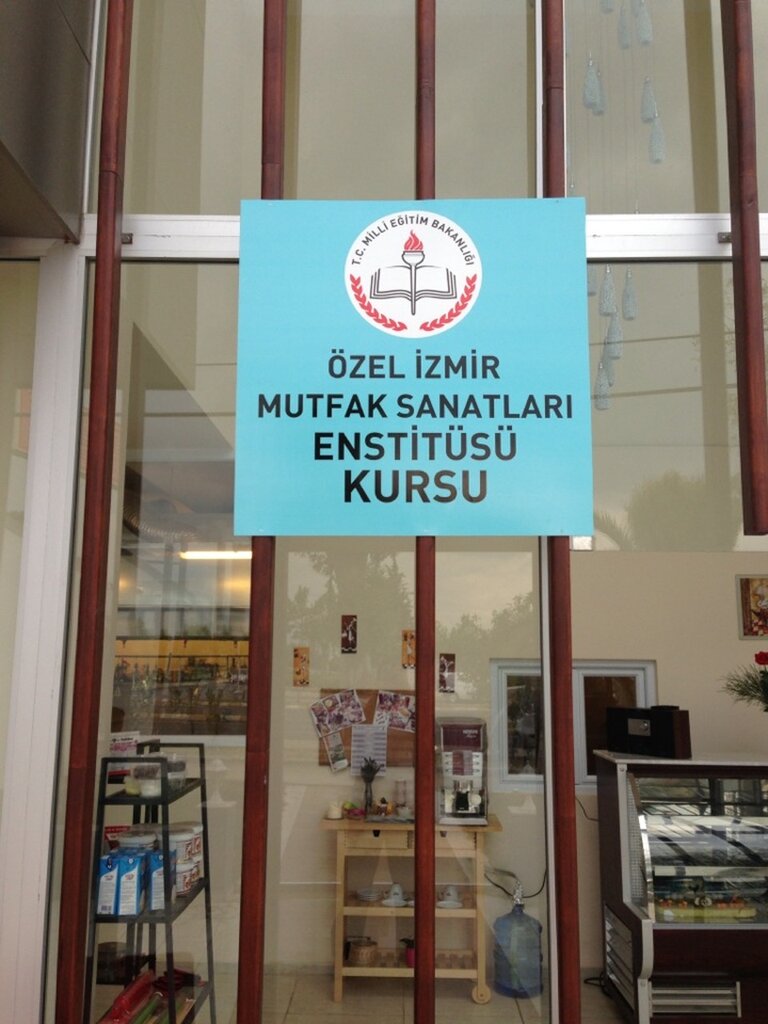 T.C. MİLLİ EĞİTİM BAKANLIĞI
ÖZEL İZMİR
MUTFAK SANATLARI
ENSTİTÜSÜ
KURSU